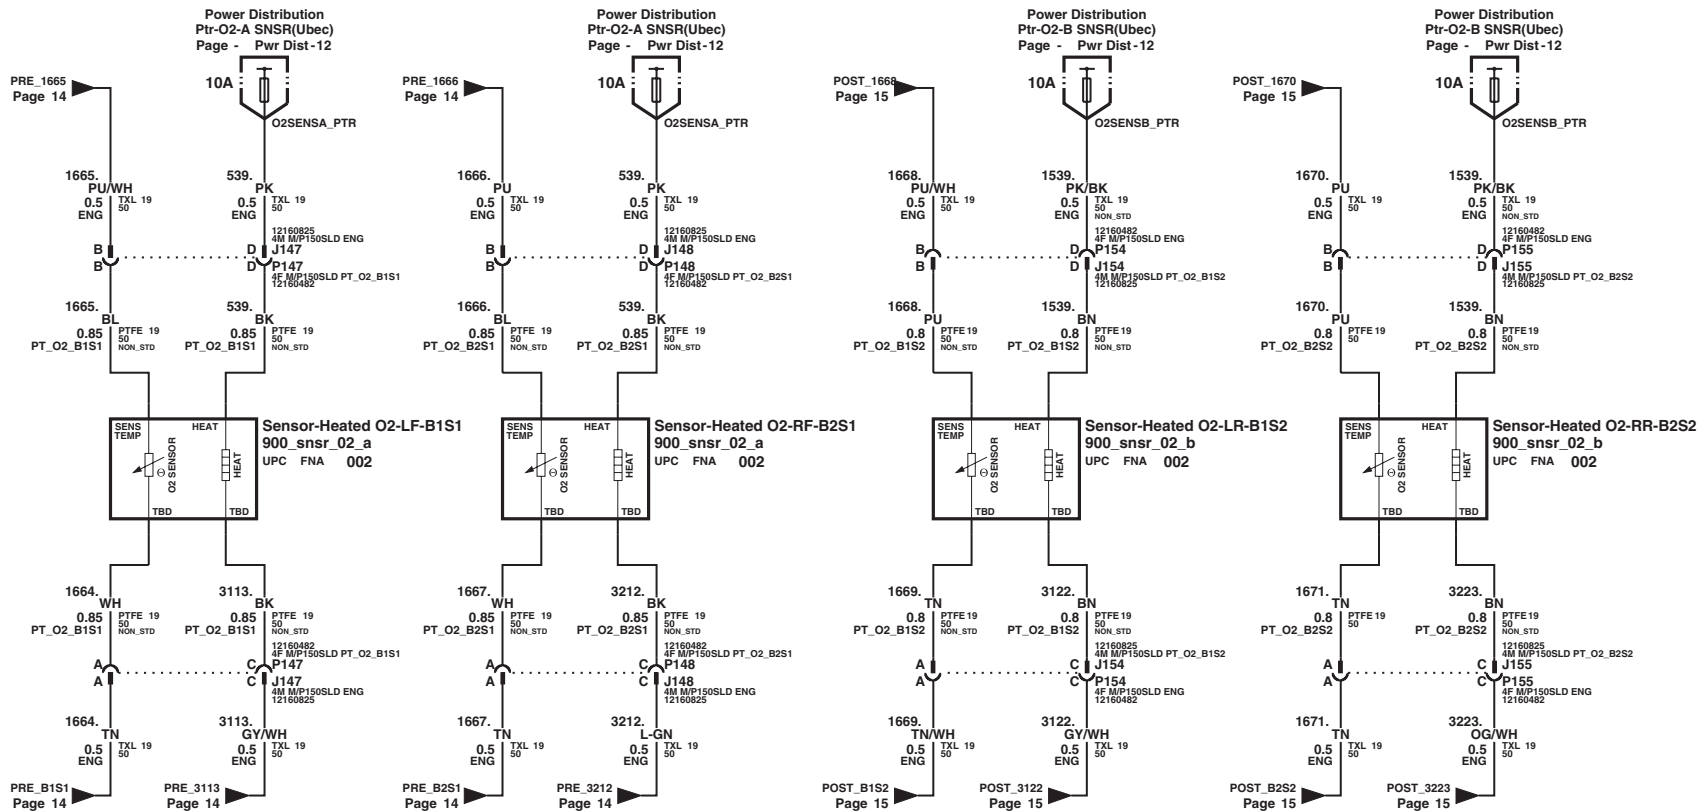 Power Distribution
Ptr-O2-A SNSR(Ubec)
Page - Pwr Dist-12
PRE_1665
Page 14
10A
O2SENSA_PTR
1665.
PU/WH
0.5
ENG
TXL 19
50
539.
PK
0.5
ENG
TXL 19
50
12160825
4M M/P150SLD ENG
B
D
J147
B
D
P147
4F M/P150SLD PT_O2_B1S1
12160482
1665.
BL
0.85
PT_O2_B1S1
PTFE 19
50
NON_STD
539.
BK
0.85
PT_O2_B1S1
PTFE 19
50
NON_STD
SENS
TEMP
HEAT
O2 SENSOR
HEAT
TBD
TBD
Sensor-Heated O2-LF-B1S1
900_snsr_02_a
UPC FNA 002
1664.
WH
0.85
PT_O2_B1S1
PTFE 19
50
NON_STD
3113.
BK
0.85
PT_O2_B1S1
PTFE 19
50
NON_STD
12160482
4F M/P150SLD PT_O2_B1S1
A
C
P147
A
C
J147
4M M/P150SLD ENG
12160825
1664.
TN
0.5
ENG
TXL 19
50
3113.
GY/WH
0.5
ENG
TXL 19
50
PRE_B1S1
Page 14
PRE_3113
Page 14
Power Distribution
Ptr-O2-A SNSR(Ubec)
Page - Pwr Dist-12
PRE_1666
Page 14
10A
O2SENSA_PTR
1666.
PU
0.5
ENG
TXL 19
50
539.
PK
0.5
ENG
TXL 19
50
12160825
4M M/P150SLD ENG
B
D
J148
B
D
P148
4F M/P150SLD PT_O2_B2S1
12160482
1666.
BL
0.85
PT_O2_B2S1
PTFE 19
50
NON_STD
539.
BK
0.85
PT_O2_B2S1
PTFE 19
50
NON_STD
SENS
TEMP
HEAT
O2 SENSOR
HEAT
TBD
TBD
Sensor-Heated O2-RF-B2S1
900_snsr_02_a
UPC FNA 002
1667.
WH
0.85
PT_O2_B2S1
PTFE 19
50
NON_STD
3212.
BK
0.85
PT_O2_B2S1
PTFE 19
50
NON_STD
12160482
4F M/P150SLD PT_O2_B2S1
A
C
P148
A
C
J148
4M M/P150SLD ENG
12160825
1667.
TN
0.5
ENG
TXL 19
50
3212.
L-GN
0.5
ENG
TXL 19
50
PRE_B2S1
Page 14
PRE_3212
Page 14
Power Distribution
Ptr-O2-B SNSR(Ubec)
Page - Pwr Dist-12
POST_1668
Page 15
10A
O2SENSB_PTR
1668.
PU/WH
0.5
ENG
TXL 19
50
1539.
PK/BK
0.5
ENG
TXL 19
50
NON_STD
12160482
4F M/P150SLD ENG
B
D
P154
B
D
J154
4M M/P150SLD PT_O2_B1S2
12160825
1668.
PU
0.8
PT_O2_B1S2
PTFE 19
50
NON_STD
1539.
BN
0.8
PT_O2_B1S2
PTFE 19
50
NON_STD
SENS
TEMP
HEAT
O2 SENSOR
HEAT
TBD
TBD
Sensor-Heated O2-LR-B1S2
900_snsr_02_b
UPC FNA 002
1669.
TN
0.8
PT_O2_B1S2
PTFE 19
50
NON_STD
3122.
BN
0.8
PT_O2_B1S2
PTFE 19
50
NON_STD
12160825
4M M/P150SLD PT_O2_B1S2
A
C
J154
A
C
P154
4F M/P150SLD ENG
12160482
1669.
TN/WH
0.5
ENG
TXL 19
50
3122.
GY/WH
0.5
ENG
TXL 19
50
POST_B1S2
Page 15
POST_3122
Page 15
Power Distribution
Ptr-O2-B SNSR(Ubec)
Page - Pwr Dist-12
POST_1670
Page 15
10A
O2SENSB_PTR
1670.
PU
0.5
ENG
TXL 19
50
1539.
PK/BK
0.5
ENG
TXL 19
50
NON_STD
12160482
4F M/P150SLD ENG
B
D
P155
B
D
J155
4M M/P150SLD PT_O2_B2S2
12160825
1670.
PU
0.8
PT_O2_B2S2
PTFE 19
50
1539.
BN
0.8
PT_O2_B2S2
PTFE 19
50
NON_STD
SENS
TEMP
HEAT
O2 SENSOR
HEAT
TBD
TBD
Sensor-Heated O2-RR-B2S2
900_snsr_02_b
UPC FNA 002
1671.
TN
0.8
PT_O2_B2S2
PTFE 19
50
3223.
BN
0.8
PT_O2_B2S2
PTFE 19
50
NON_STD
12160825
4M M/P150SLD PT_O2_B2S2
A
C
J155
A
C
P155
4F M/P150SLD ENG
12160482
1671.
TN
0.5
ENG
TXL 19
50
3223.
OG/WH
0.5
ENG
TXL 19
50
POST_B2S2
Page 15
POST_3223
Page 15